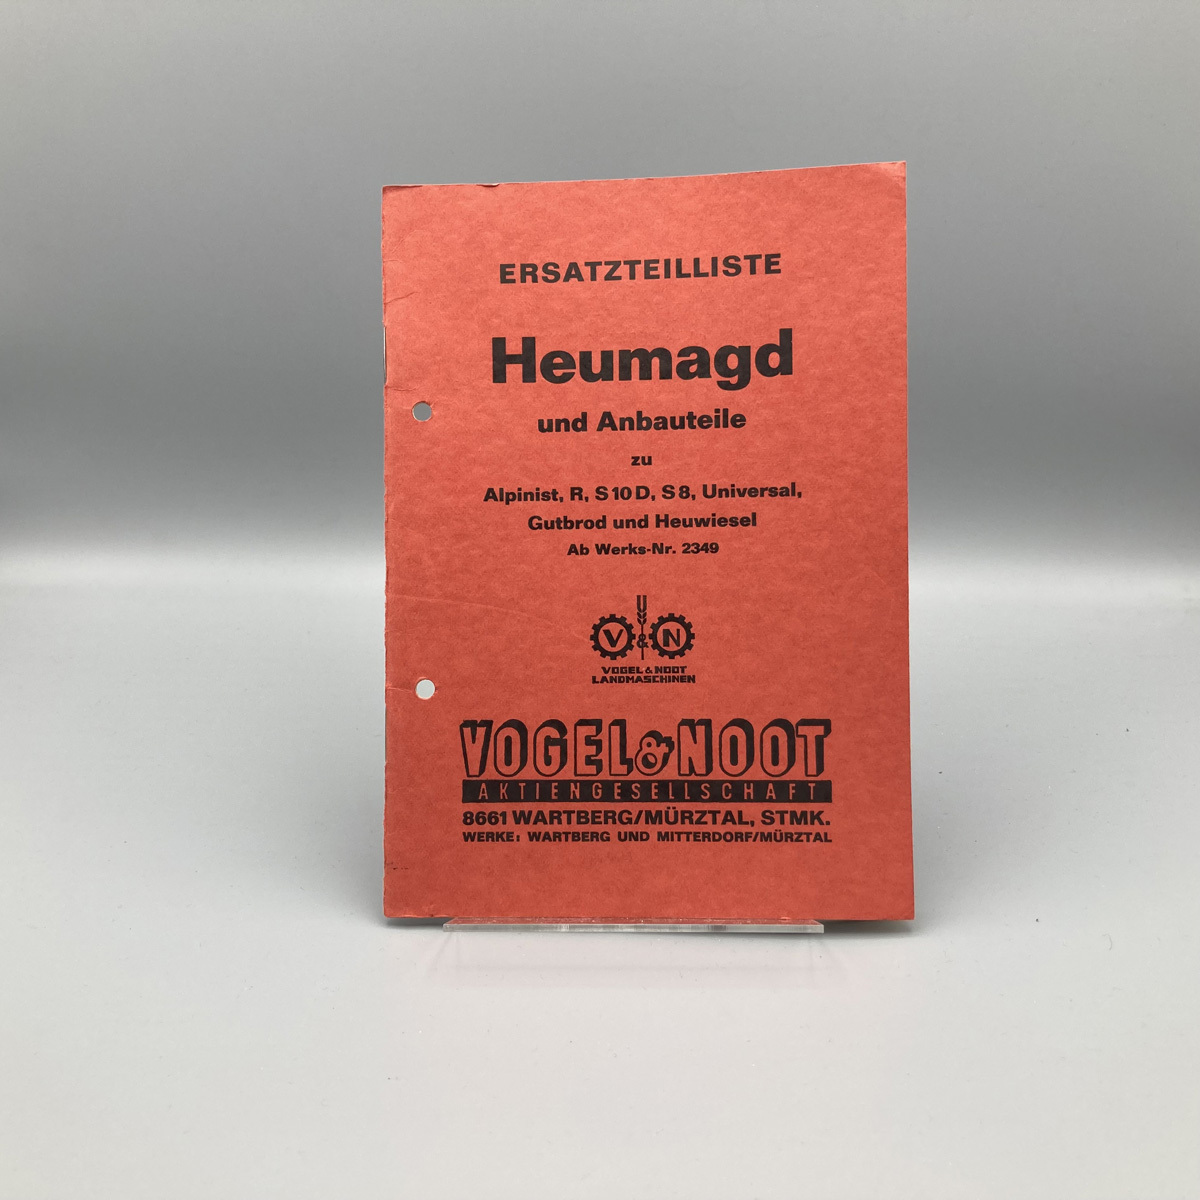 ERSATZTEILLISTE
Heumagd
und Anbauteile
zu
Alpinist, R, S 10 D, S 8, Universal,
Gutbrod und Heuwiesel
Ab Werks-Nr. 2349
V & N
VOGEL & NOOT
LANDMASCHINEN
VOGEL & NOOT
AKTIENGESELLSCHAFT
8661 WARTBERG/MÜRZTAL, STMK.
WERKE: WARTBERG UND MITTERDORF/MÜRZTAL